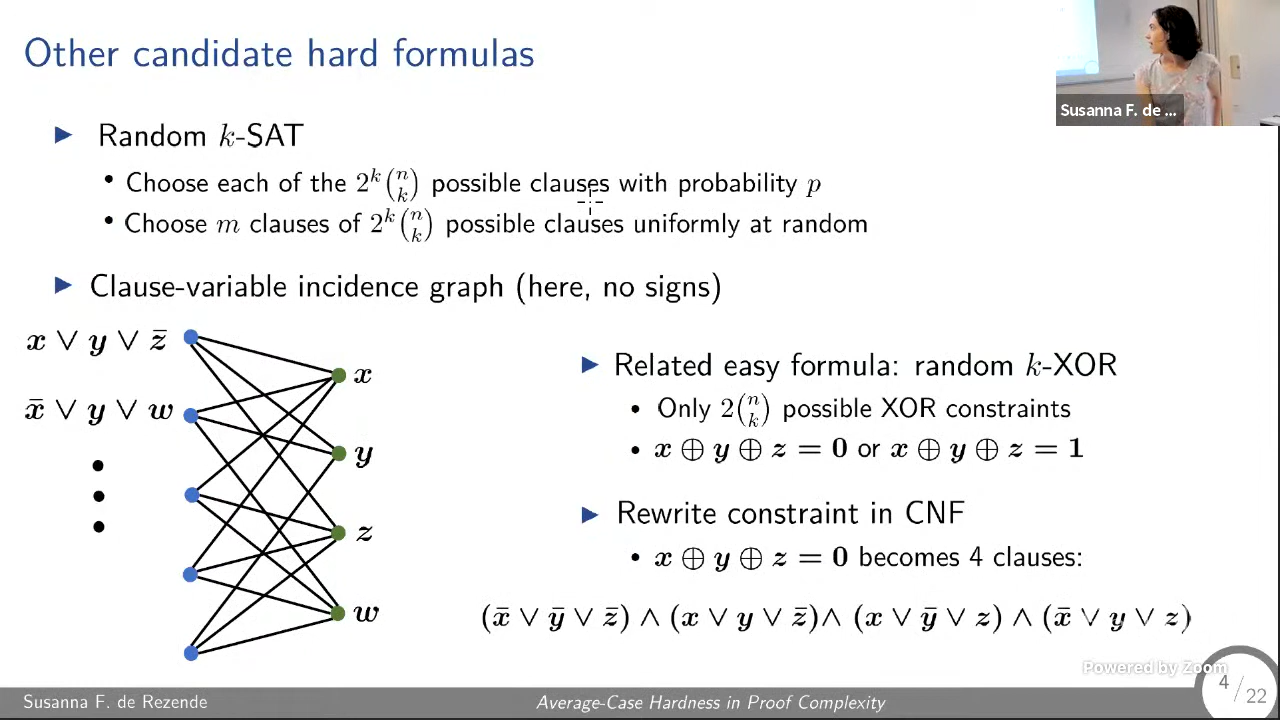 Other candidate hard formulas
Susanna F. de ...
▶ Random k-SAT
• Choose each of the 2^k (n k) possible clauses with probability p
• Choose m clauses of 2^k (n k) possible clauses uniformly at random
▶ Clause-variable incidence graph (here, no signs)
x ∨ y ∨ z̄
x̄ ∨ y ∨ w
x
y
z
w
▶ Related easy formula: random k-XOR
• Only 2 (n k) possible XOR constraints
• x ⊕ y ⊕ z = 0 or x ⊕ y ⊕ z = 1
▶ Rewrite constraint in CNF
• x ⊕ y ⊕ z = 0 becomes 4 clauses:
(x̄ ∨ ȳ ∨ z̄) ∧ (x ∨ y ∨ z̄) ∧ (x ∨ ȳ ∨ z) ∧ (x̄ ∨ y ∨ z)
Powered by Zoom
Susanna F. de Rezende
Average-Case Hardness in Proof Complexity
4/22